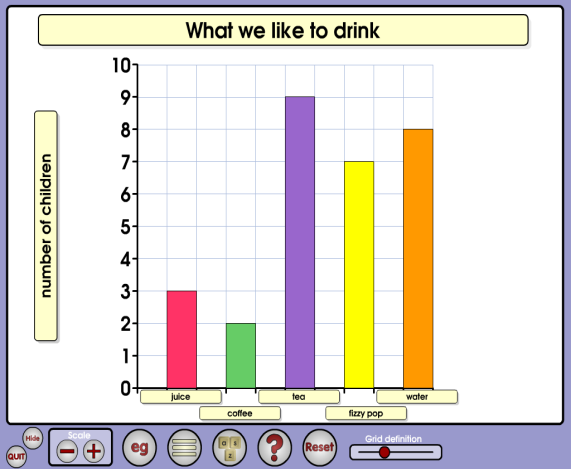 What we like to drink
number of children
10
9
8
7
6
5
4
3
2
1
0
juice
coffee
tea
fizzy pop
water
Hide
QUIT
Scale
eg
a
z
?
Reset
Grid definition